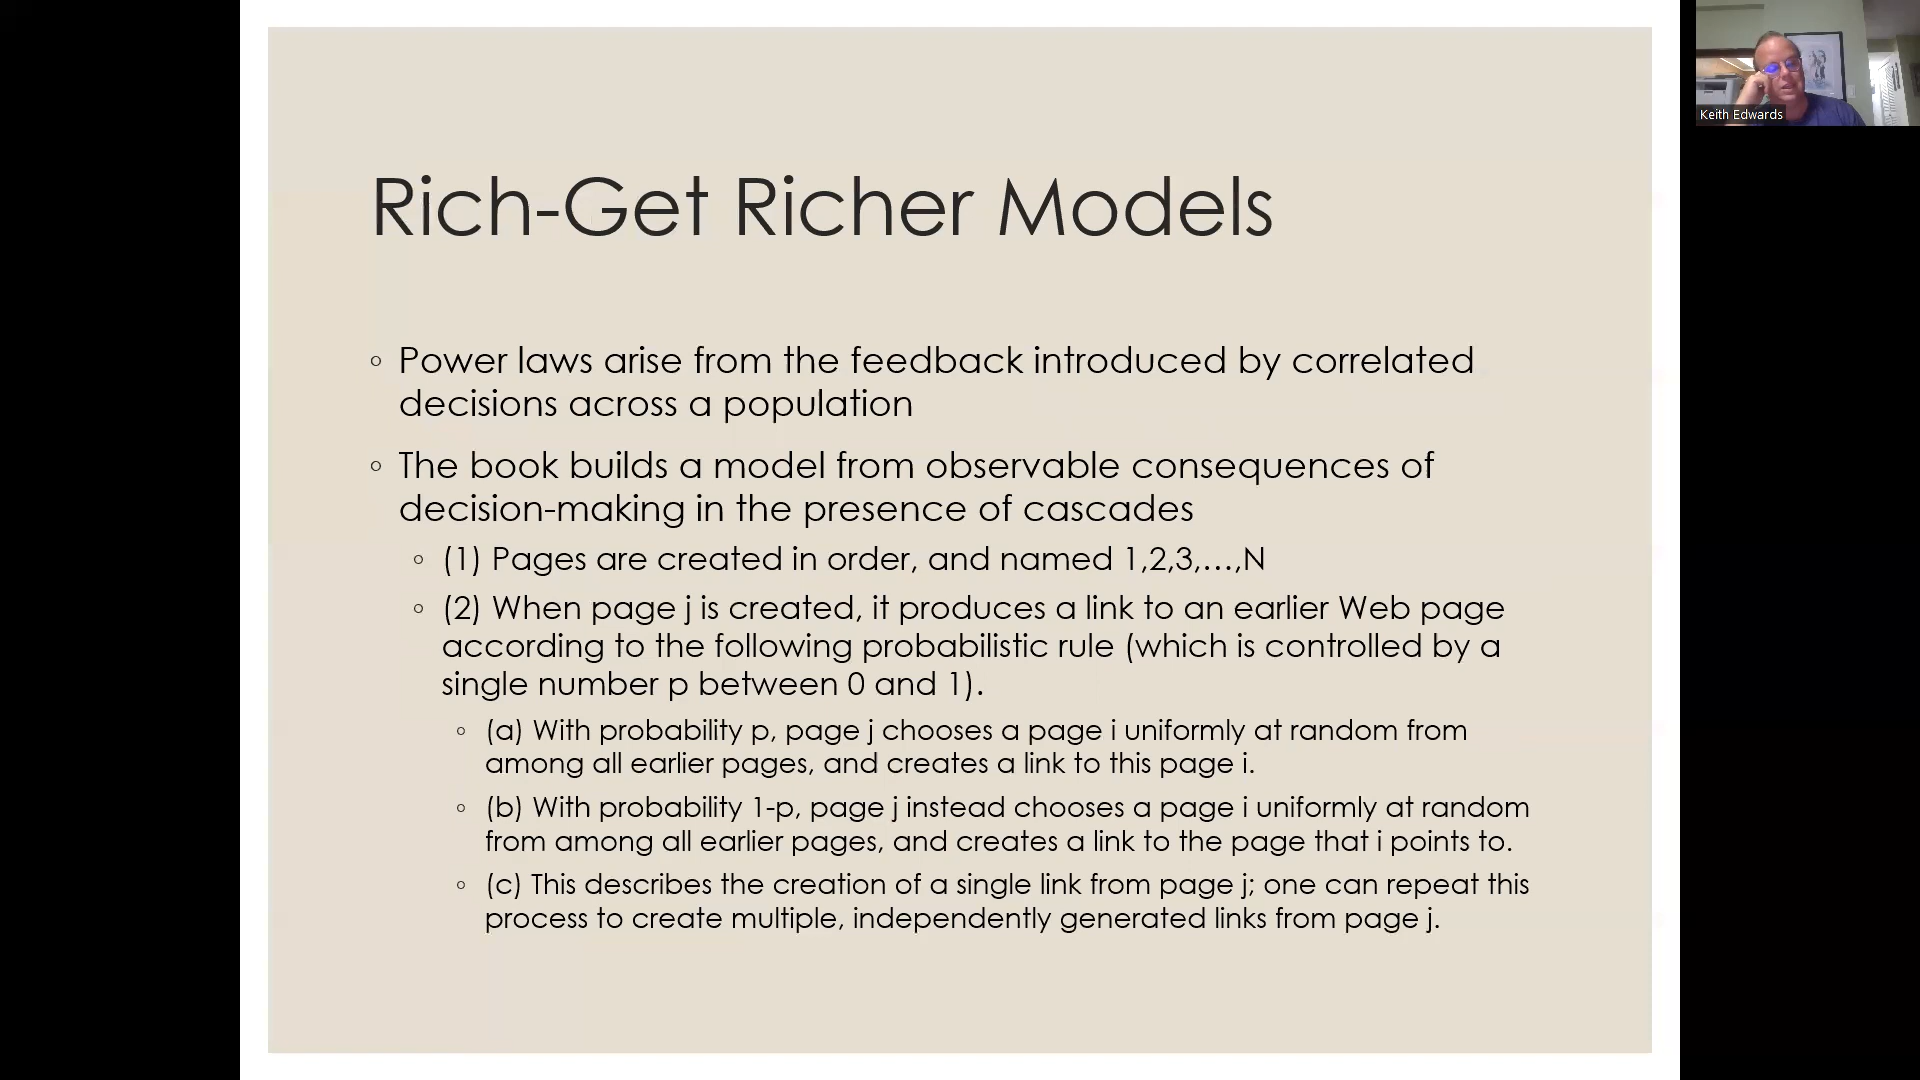 Rich-Get Richer Models
◦ Power laws arise from the feedback introduced by correlated
decisions across a population
◦ The book builds a model from observable consequences of
decision-making in the presence of cascades
◦ (1) Pages are created in order, and named 1,2,3,…,N
◦ (2) When page j is created, it produces a link to an earlier Web page
according to the following probabilistic rule (which is controlled by a
single number p between 0 and 1).
◦ (a) With probability p, page j chooses a page i uniformly at random from
among all earlier pages, and creates a link to this page i.
◦ (b) With probability 1-p, page j instead chooses a page i uniformly at random
from among all earlier pages, and creates a link to the page that i points to.
◦ (c) This describes the creation of a single link from page j; one can repeat this
process to create multiple, independently generated links from page j.
Keith Edwards